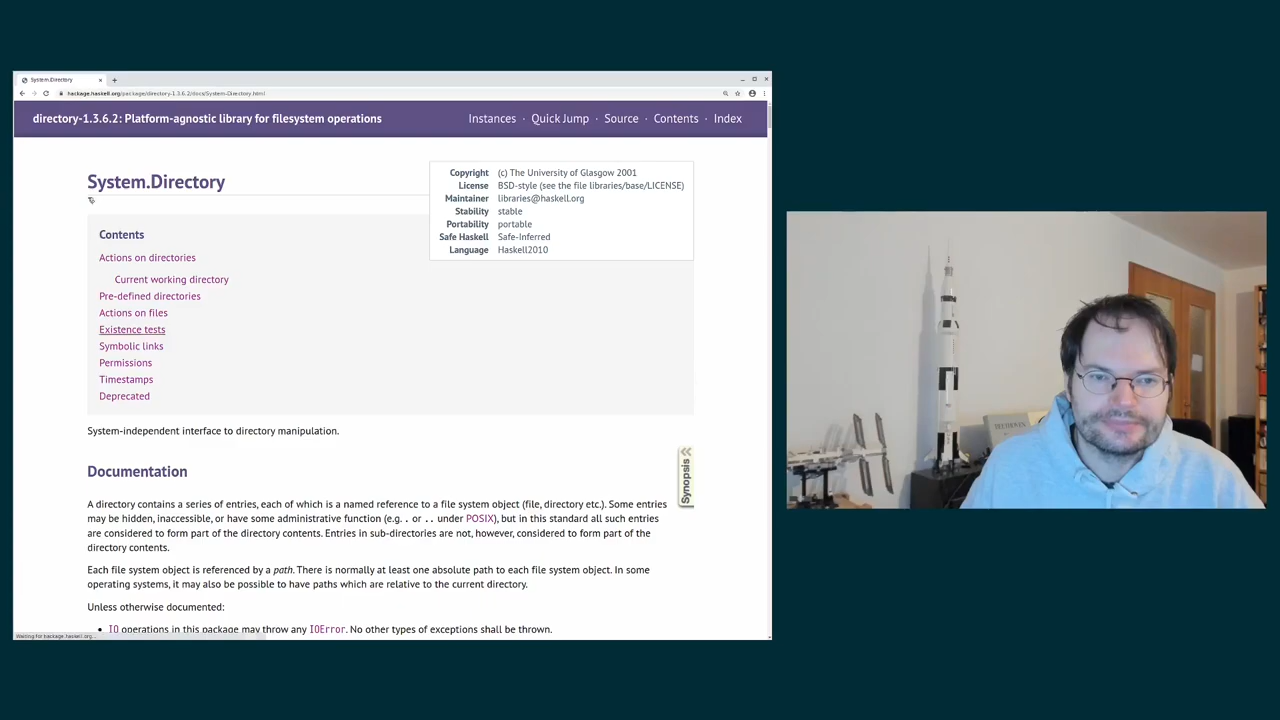 System.Directory
hackage.haskell.org/package/directory-1.3.6.2/docs/System-Directory.html
directory-1.3.6.2: Platform-agnostic library for filesystem operations
Instances · Quick Jump · Source · Contents · Index
System.Directory
Copyright (c) The University of Glasgow 2001
License BSD-style (see the file libraries/base/LICENSE)
Maintainer libraries@haskell.org
Stability stable
Portability portable
Safe Haskell Safe-Inferred
Language Haskell2010
Contents
Actions on directories
Current working directory
Pre-defined directories
Actions on files
Existence tests
Symbolic links
Permissions
Timestamps
Deprecated
System-independent interface to directory manipulation.
Synopsis
Documentation
A directory contains a series of entries, each of which is a named reference to a file system object (file, directory etc.). Some entries
may be hidden, inaccessible, or have some administrative function (e.g. . or .. under POSIX), but in this standard all such entries
are considered to form part of the directory contents. Entries in sub-directories are not, however, considered to form part of the
directory contents.
Each file system object is referenced by a path. There is normally at least one absolute path to each file system object. In some
operating systems, it may also be possible to have paths which are relative to the current directory.
Unless otherwise documented:
• IO operations in this package may throw any IOError. No other types of exceptions shall be thrown.
Waiting for hackage.haskell.org...